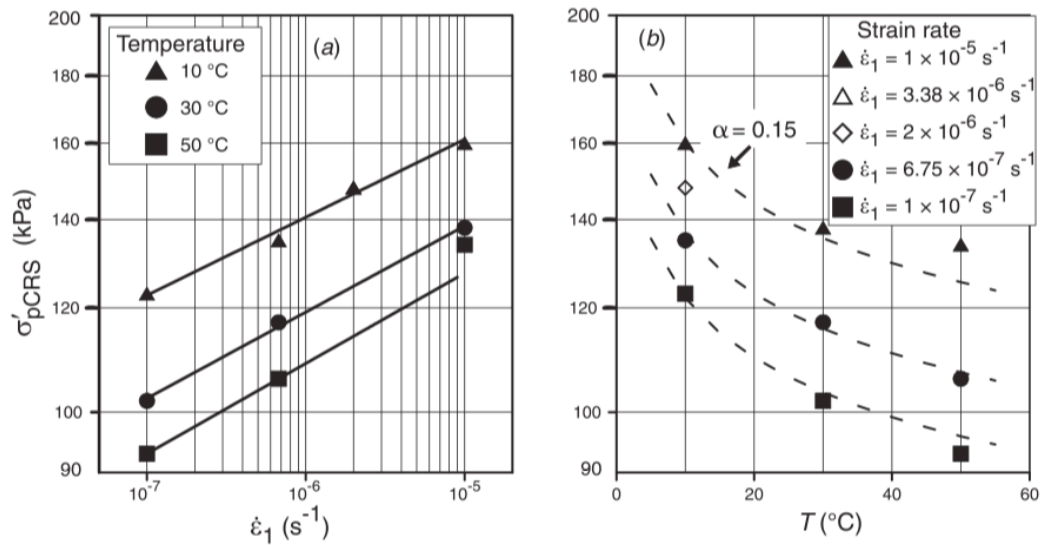 200
180
160
140
120
100
90
σ′pCRS (kPa)
Temperature
10 °C
30 °C
50 °C
(a)
10-7
10-6
10-5
ε̇1 (s-1)
200
180
160
140
120
100
90
(b)
α = 0.15
Strain rate
ε̇1 = 1 × 10-5 s-1
ε̇1 = 3.38 × 10-6 s-1
ε̇1 = 2 × 10-6 s-1
ε̇1 = 6.75 × 10-7 s-1
ε̇1 = 1 × 10-7 s-1
0
20
40
60
T (°C)